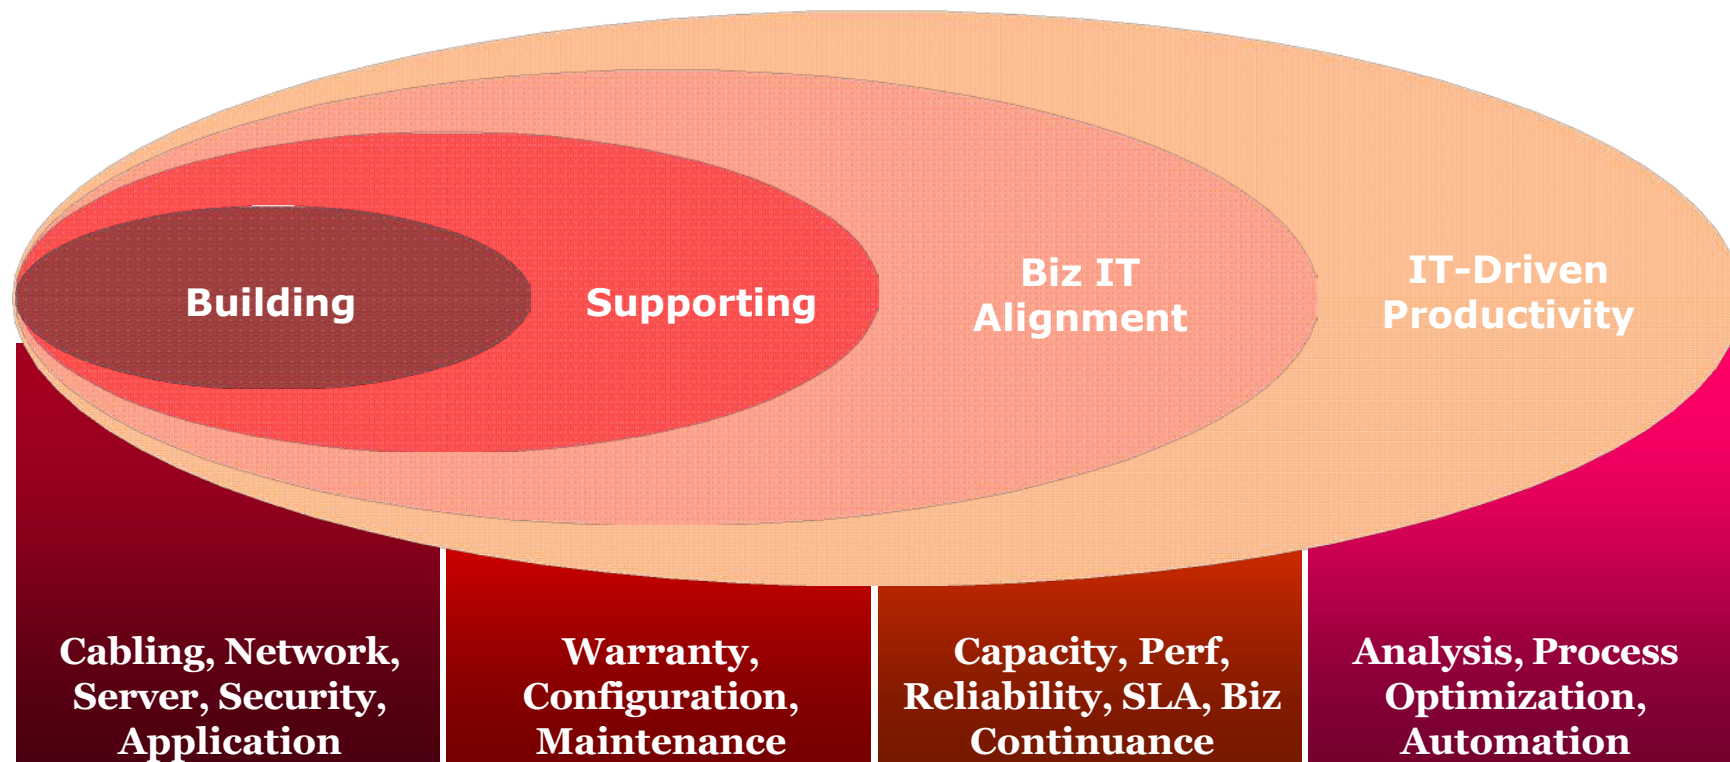 Building
Supporting
Biz IT
Alignment
IT-Driven
Productivity
Cabling, Network,
Server, Security,
Application
Warranty,
Configuration,
Maintenance
Capacity, Perf,
Reliability, SLA, Biz
Continuance
Analysis, Process
Optimization,
Automation